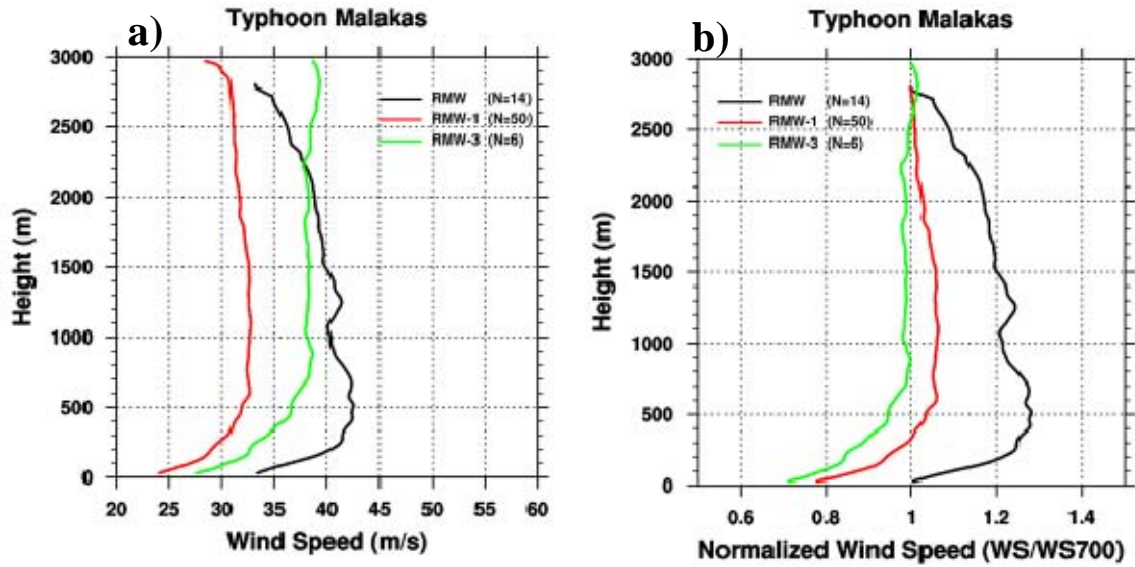 Typhoon Malakas
a)
3000
2500
2000
1500
1000
500
0
Height (m)
RMW (N=14)
RMW-1 (N=50)
RMW-3 (N=6)
20 25 30 35 40 45 50 55 60
Wind Speed (m/s)
Typhoon Malakas
b)
3000
2500
2000
1500
1000
500
0
Height (m)
RMW (N=14)
RMW-1 (N=50)
RMW-3 (N=6)
0.6 0.8 1 1.2 1.4
Normalized Wind Speed (WS/WS700)